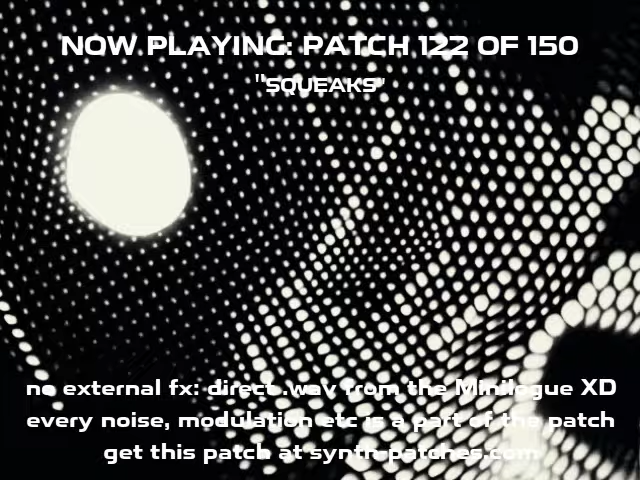 NOW PLAYING: PATCH 122 OF 150
"SQUEAKS"
no external fx: direct .wav from the Minilogue XD
every noise, modulation etc is a part of the patch
get this patch at synth-patches.com